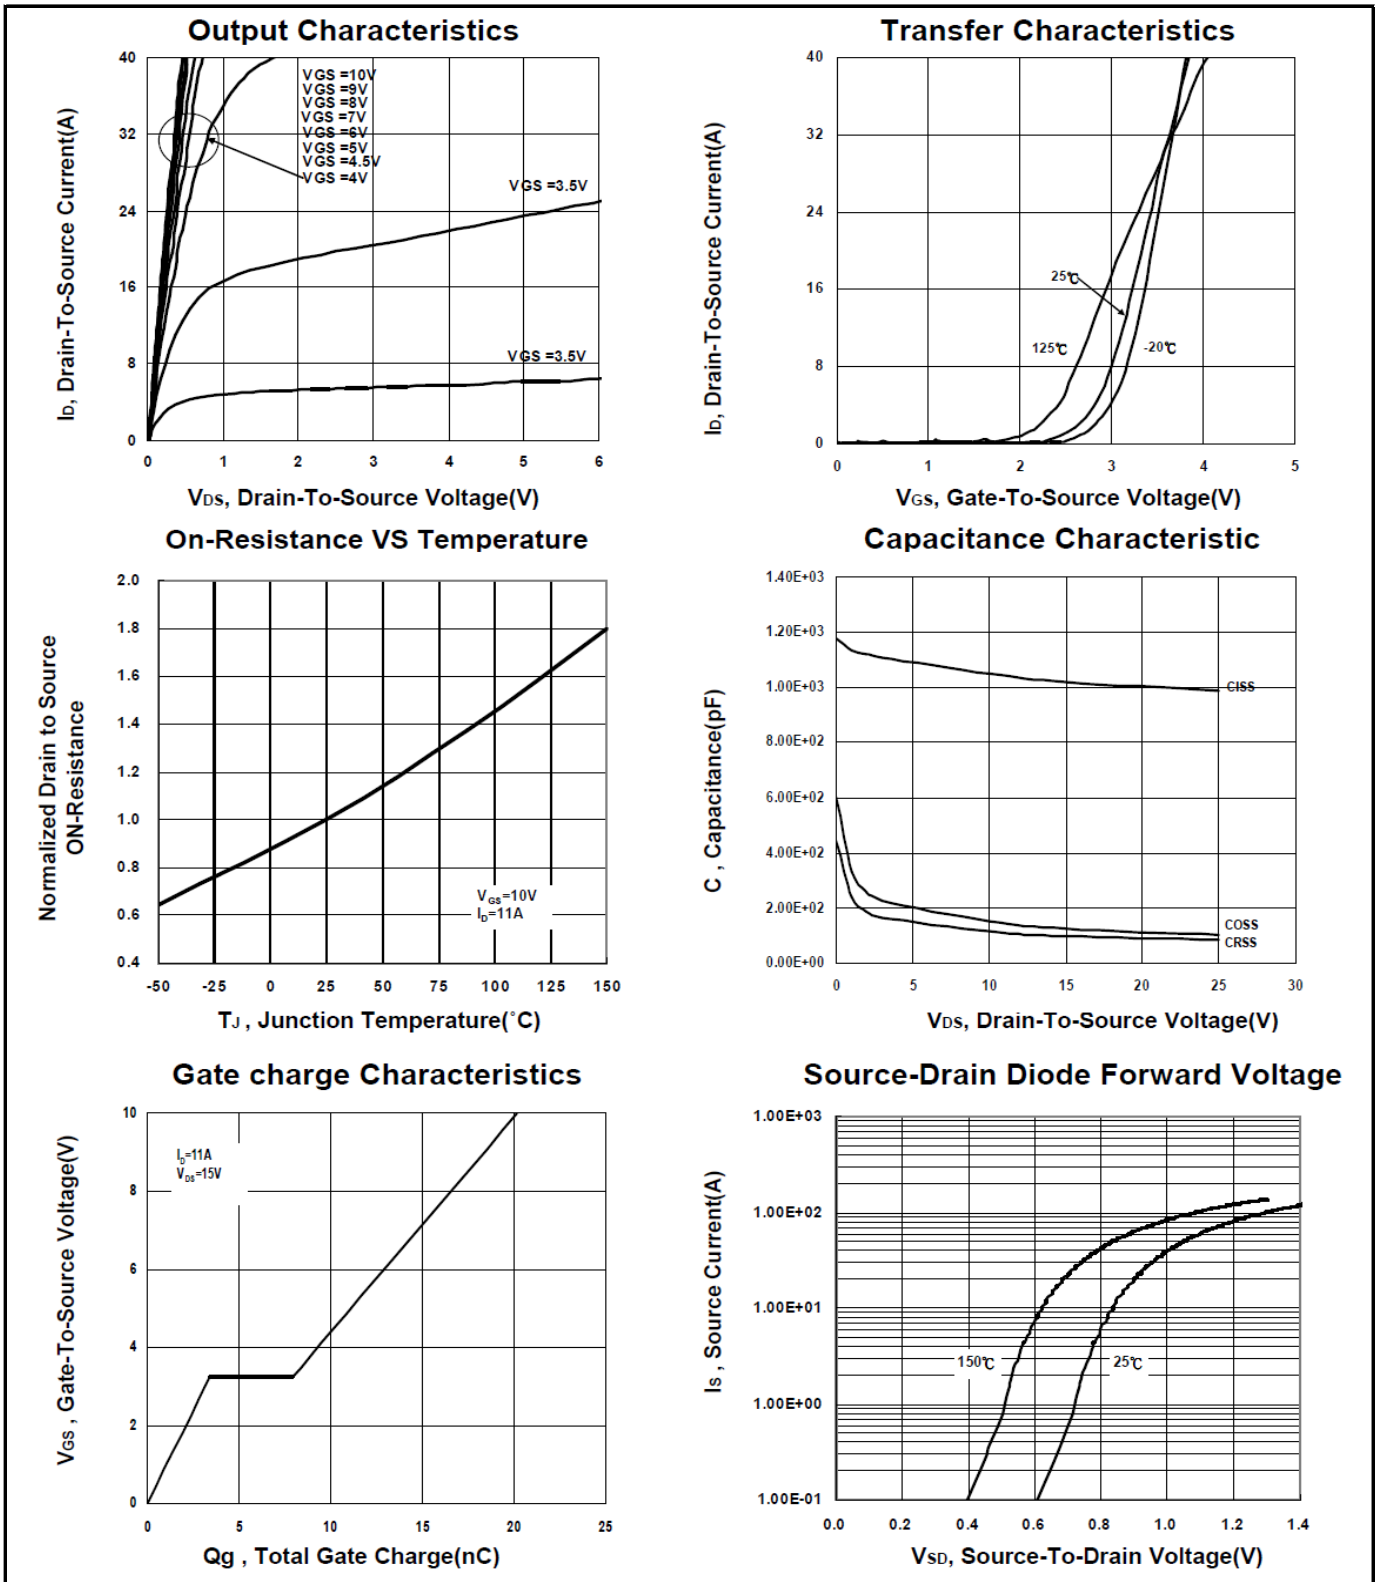 Output Characteristics
ID, Drain-To-Source Current(A)
40
32
24
16
8
0
VGS =10V
VGS =9V
VGS =8V
VGS =7V
VGS =6V
VGS =5V
VGS =4.5V
VGS =4V
VGS =3.5V
VGS =3.5V
0 1 2 3 4 5 6
VDS, Drain-To-Source Voltage(V)
Transfer Characteristics
ID, Drain-To-Source Current(A)
40
32
24
16
8
0
25℃
125℃
-20℃
0 1 2 3 4 5
VGS, Gate-To-Source Voltage(V)
On-Resistance VS Temperature
Normalized Drain to Source
ON-Resistance
2.0
1.8
1.6
1.4
1.2
1.0
0.8
0.6
0.4
VGS=10V
ID=11A
-50 -25 0 25 50 75 100 125 150
TJ , Junction Temperature(˚C)
Capacitance Characteristic
C , Capacitance(pF)
1.40E+03
1.20E+03
1.00E+03
8.00E+02
6.00E+02
4.00E+02
2.00E+02
0.00E+00
CISS
COSS
CRSS
0 5 10 15 20 25 30
VDS, Drain-To-Source Voltage(V)
Gate charge Characteristics
VGS , Gate-To-Source Voltage(V)
10
8
6
4
2
0
ID=11A
VDS=15V
0 5 10 15 20 25
Qg , Total Gate Charge(nC)
Source-Drain Diode Forward Voltage
IS , Source Current(A)
1.00E+03
1.00E+02
1.00E+01
1.00E+00
1.00E-01
150℃
25℃
0.0 0.2 0.4 0.6 0.8 1.0 1.2 1.4
VSD, Source-To-Drain Voltage(V)